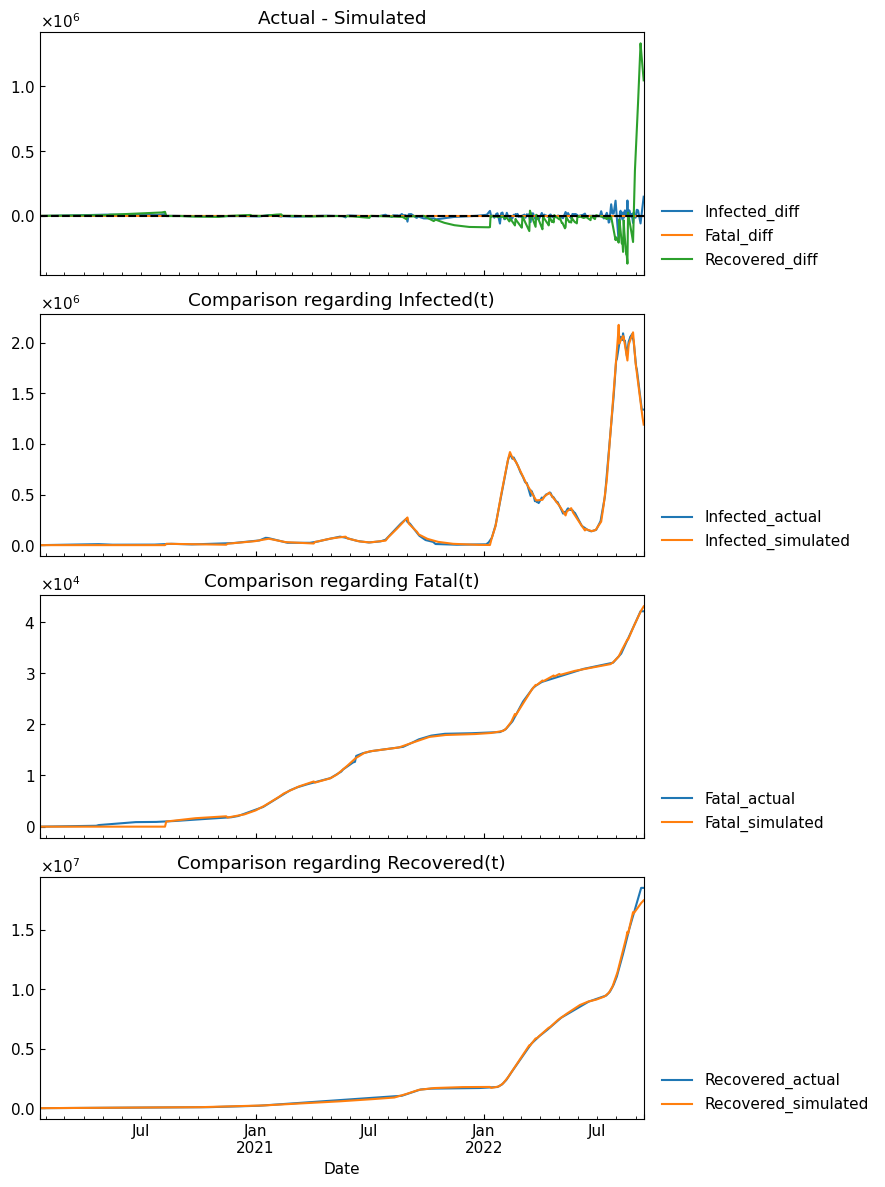 Actual - Simulated
×10^6
1.0
0.5
0.0
Infected_diff
Fatal_diff
Recovered_diff
Comparison regarding Infected(t)
×10^6
2.0
1.5
1.0
0.5
0.0
Infected_actual
Infected_simulated
Comparison regarding Fatal(t)
×10^4
4
3
2
1
0
Fatal_actual
Fatal_simulated
Comparison regarding Recovered(t)
×10^7
1.5
1.0
0.5
0.0
Recovered_actual
Recovered_simulated
Jul Jan Jul Jan Jul
2021 2022
Date